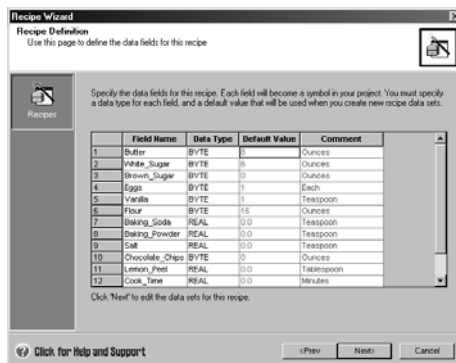 Recipe Wizard
Recipe Definition
Use this page to define the data fields for this recipe
Recipes
Specify the data fields for this recipe. Each field will become a symbol in your project. You must specify
a data type for each field, and a default value that will be used when you create new recipe data sets.
Field Name Data Type Default Value Comment
1 Butter BYTE 8 Ounces
2 White_Sugar BYTE 6 Ounces
3 Brown_Sugar BYTE 0 Ounces
4 Eggs BYTE 1 Each
5 Vanilla BYTE 1 Teaspoon
6 Flour BYTE 16 Ounces
7 Baking_Soda REAL 0.0 Teaspoon
8 Baking_Powder REAL 0.0 Teaspoon
9 Salt REAL 0.0 Teaspoon
10 Chocolate_Chips BYTE 0 Ounces
11 Lemon_Peel REAL 0.0 Tablespoon
12 Cook_Time REAL 0.0 Minutes
Click 'Next' to edit the data sets for this recipe.
Click for Help and Support
<Prev Next> Cancel